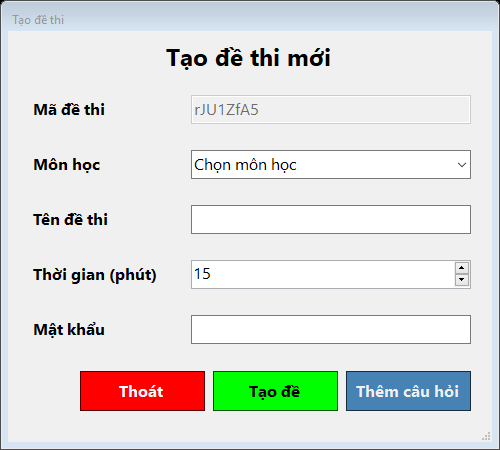 Tạo đề thi
Tạo đề thi mới
Mã đề thi rJU1ZfA5
Môn học Chọn môn học
Tên đề thi
Thời gian (phút) 15
Mật khẩu
Thoát Tạo đề Thêm câu hỏi